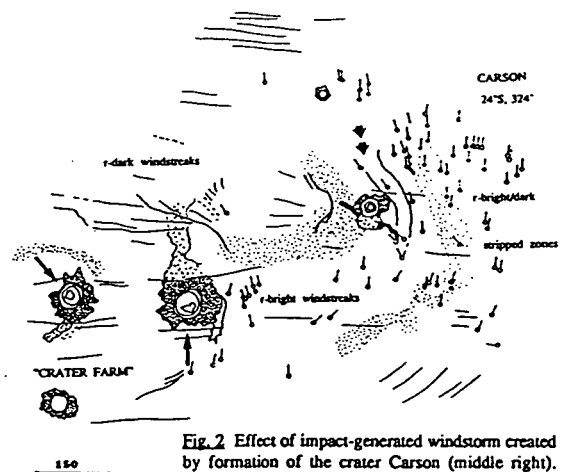 CARSON
24°S, 324°
r-dark windstreaks
r-bright/dark
stripped zones
r-bright windstreaks
"CRATER FARM"
150
Fig. 2 Effect of impact-generated windstorm created
by formation of the crater Carson (middle right).